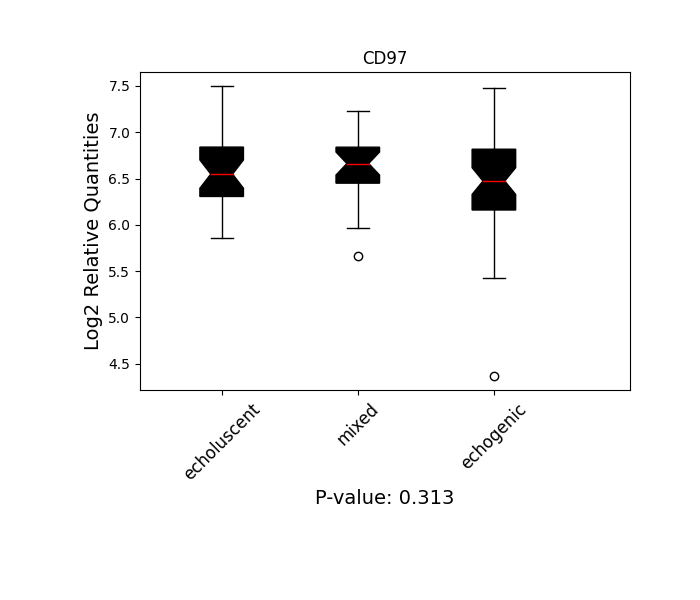 CD97
Log2 Relative Quantities
7.5
7.0
6.5
6.0
5.5
5.0
4.5
echoluscent
mixed
echogenic
P-value: 0.313